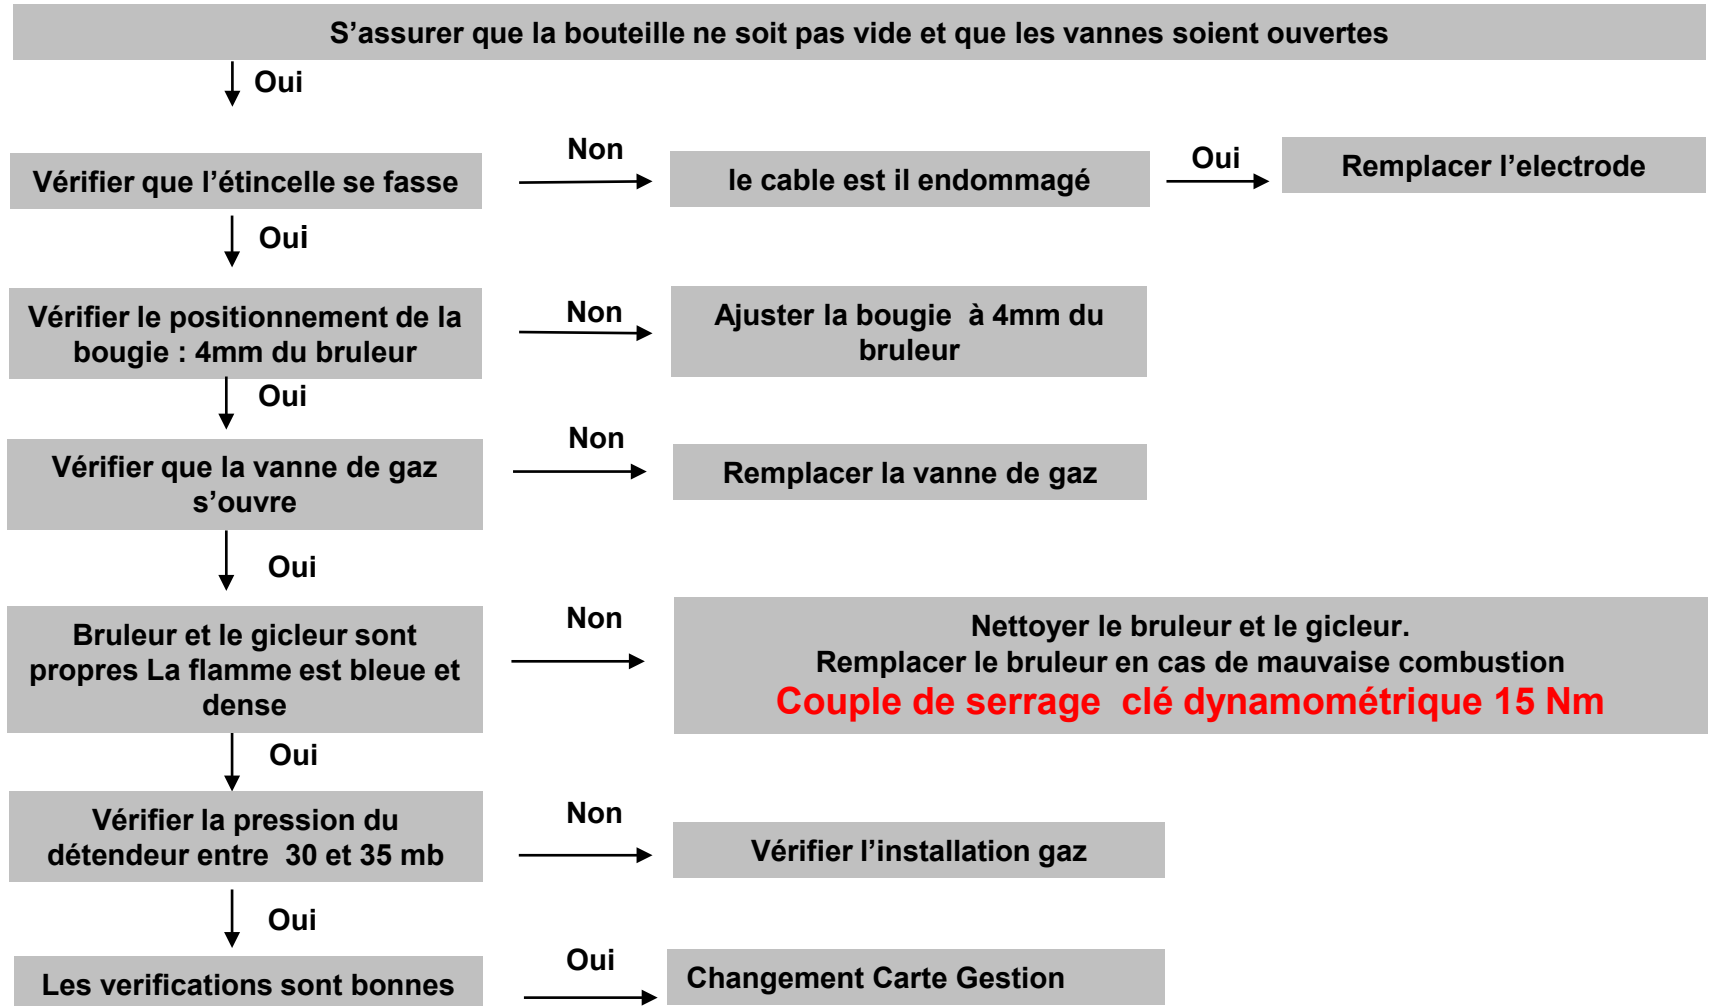 S’assurer que la bouteille ne soit pas vide et que les vannes soient ouvertes
Oui
Vérifier que l’étincelle se fasse
Non
le cable est il endommagé
Oui
Remplacer l’electrode
Oui
Vérifier le positionnement de la
bougie : 4mm du bruleur
Non
Ajuster la bougie à 4mm du
bruleur
Oui
Vérifier que la vanne de gaz
s’ouvre
Non
Remplacer la vanne de gaz
Oui
Bruleur et le gicleur sont
propres La flamme est bleue et
dense
Non
Nettoyer le bruleur et le gicleur.
Remplacer le bruleur en cas de mauvaise combustion
Couple de serrage clé dynamométrique 15 Nm
Oui
Vérifier la pression du
détendeur entre 30 et 35 mb
Non
Vérifier l’installation gaz
Oui
Les verifications sont bonnes
Oui
Changement Carte Gestion